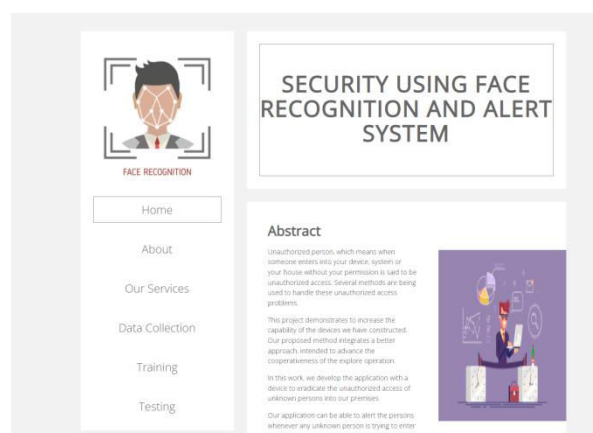 FACE RECOGNITION
Home
About
Our Services
Data Collection
Training
Testing
SECURITY USING FACE
RECOGNITION AND ALERT
SYSTEM
Abstract
Unauthorized person, which means when
someone enters into your device, system or
your house without your permission is said to be
unauthorized access. Several methods are being
used to handle these unauthorized access
problems.
This project demonstrates to increase the
capability of the devices we have constructed.
Our proposed method integrates a better
approach, intended to advance the
cooperativeness of the explore operation.
In this work, we develop the application with a
device to eradicate the unauthorized access of
unknown persons into our premises
Our application can be able to alert the persons
whenever any unknown person is trying to enter